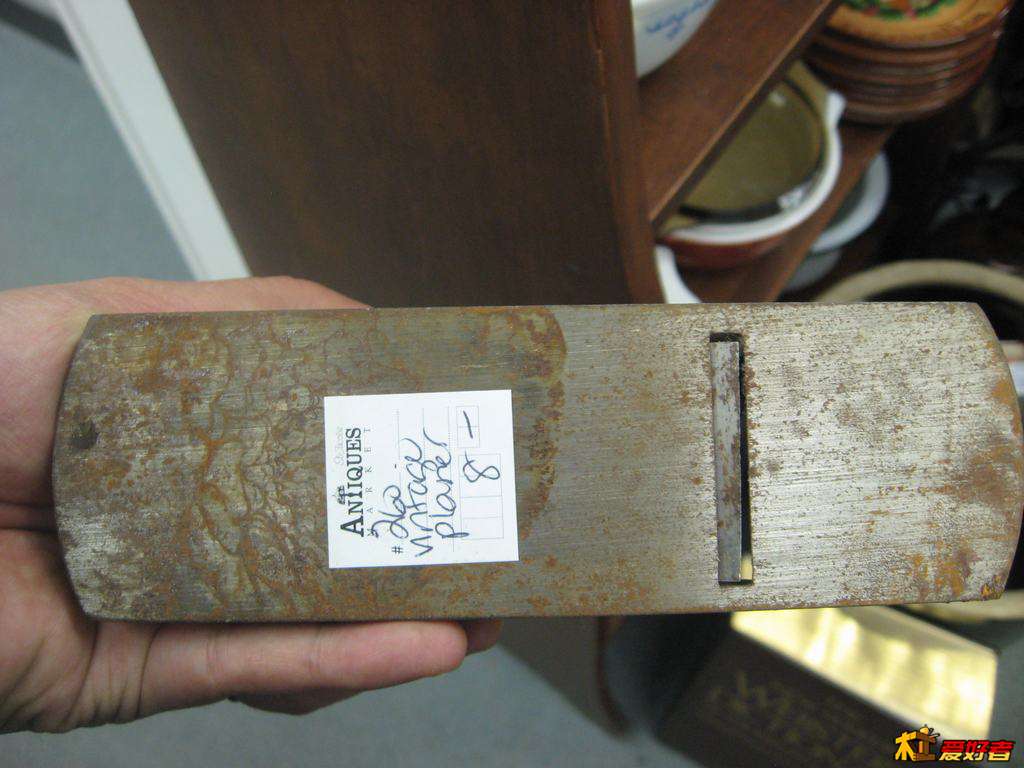 ANTIQUES
MARKET
# 260
vintage
planer
8 –
木工爱好者